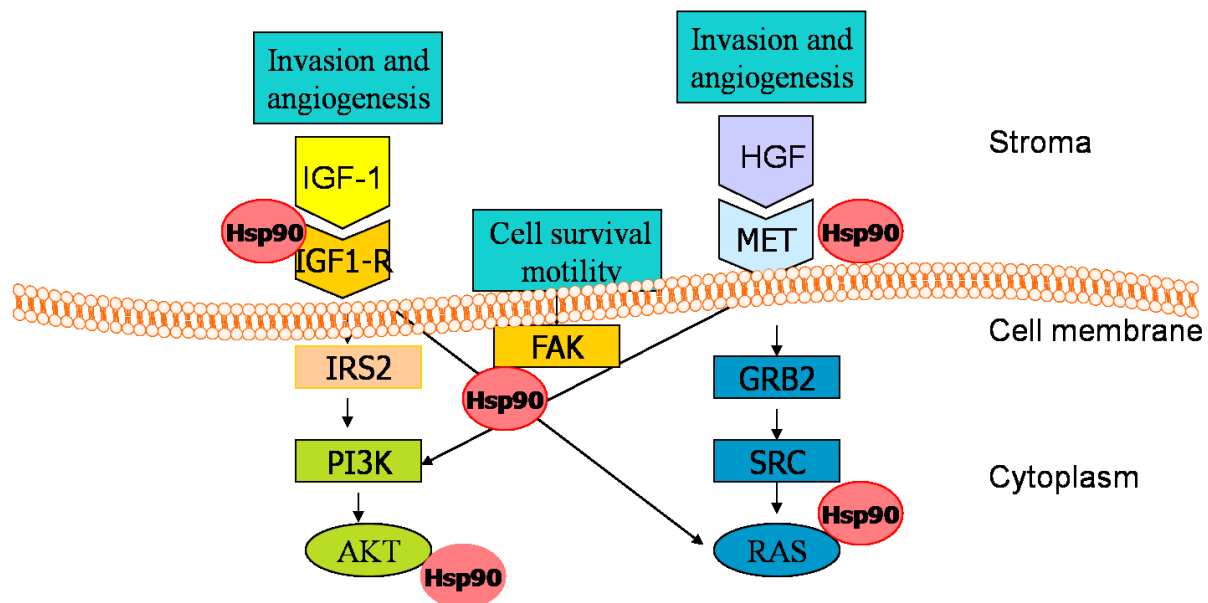 Invasion and
angiogenesis
Invasion and
angiogenesis
Stroma
IGF-1
HGF
Hsp90
IGF1-R
Cell survival
motility
MET
Hsp90
Cell membrane
IRS2
FAK
GRB2
Hsp90
PI3K
SRC
Cytoplasm
Hsp90
AKT
Hsp90
RAS